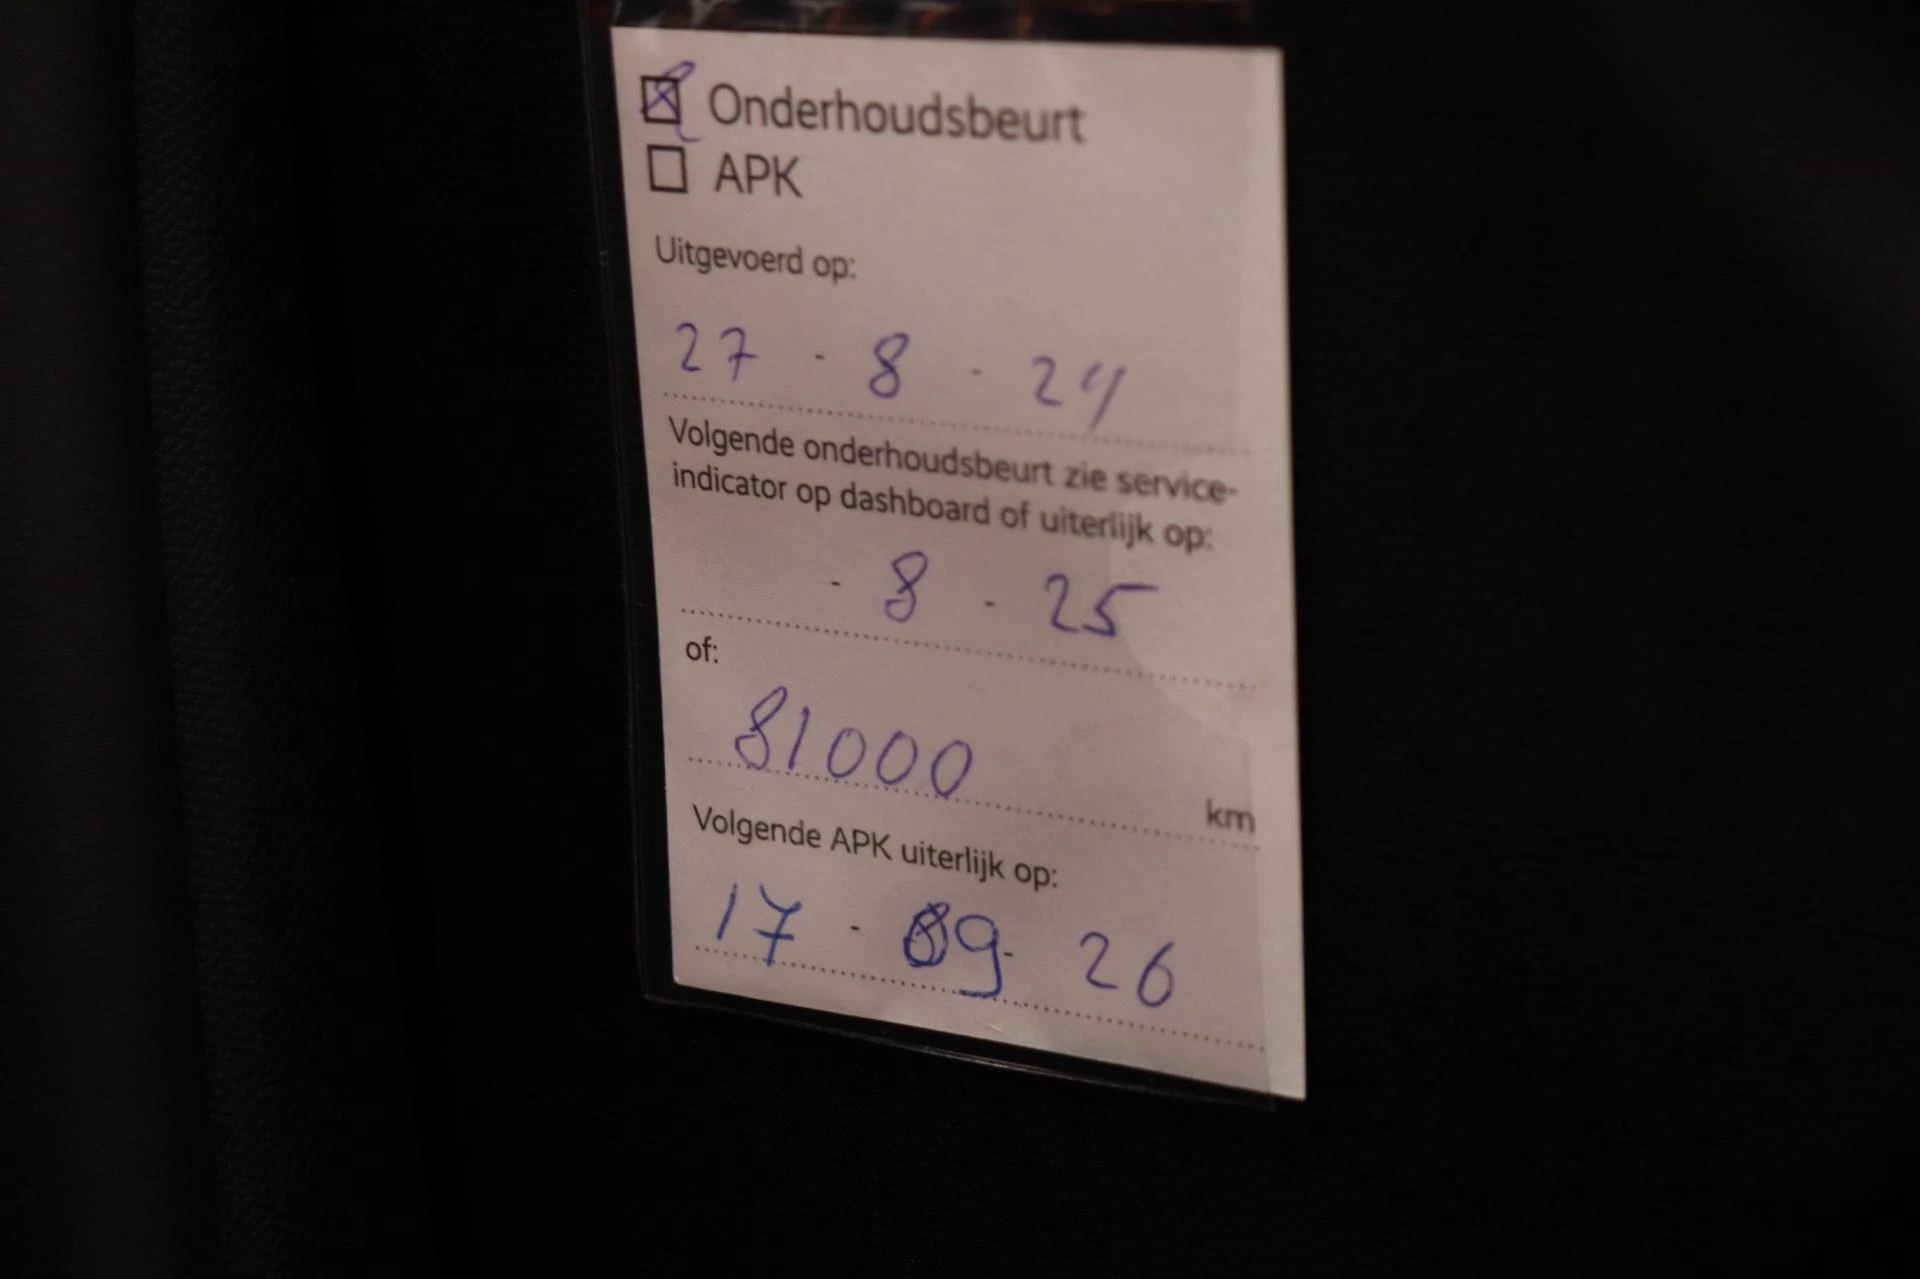 Onderhoudsbeurt
APK
Uitgevoerd op:
27 - 8 - 24
Volgende onderhoudsbeurt zie service-
indicator op dashboard of uiterlijk op:
- 8 - 25
of:
81000 km
Volgende APK uiterlijk op:
17 - 09 - 26